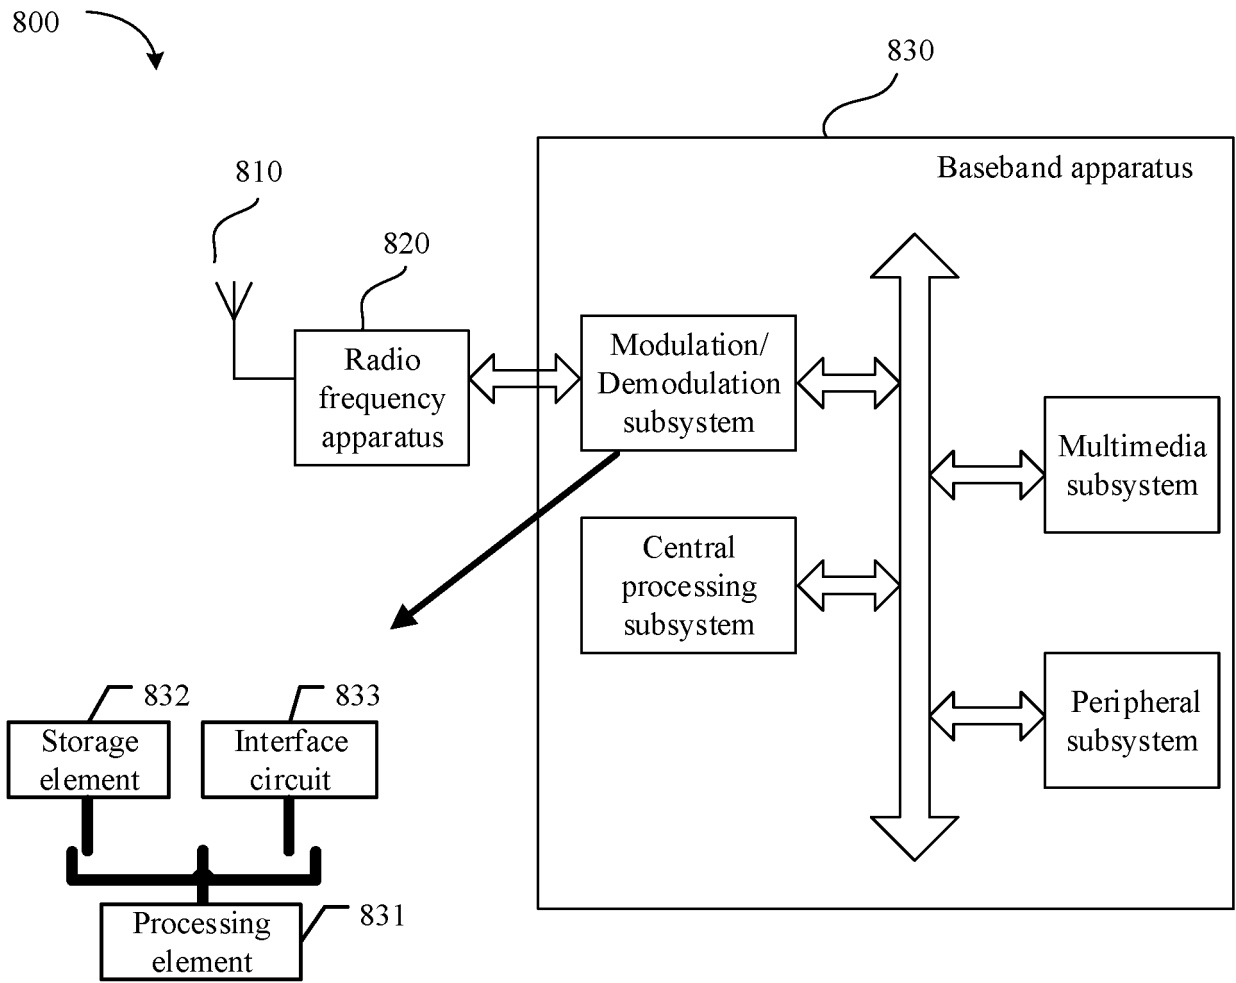 800
830
Baseband apparatus
810
820
Radio
frequency
apparatus
Modulation/
Demodulation
subsystem
Multimedia
subsystem
Central
processing
subsystem
Peripheral
subsystem
832
833
Storage
element
Interface
circuit
Processing
element
831